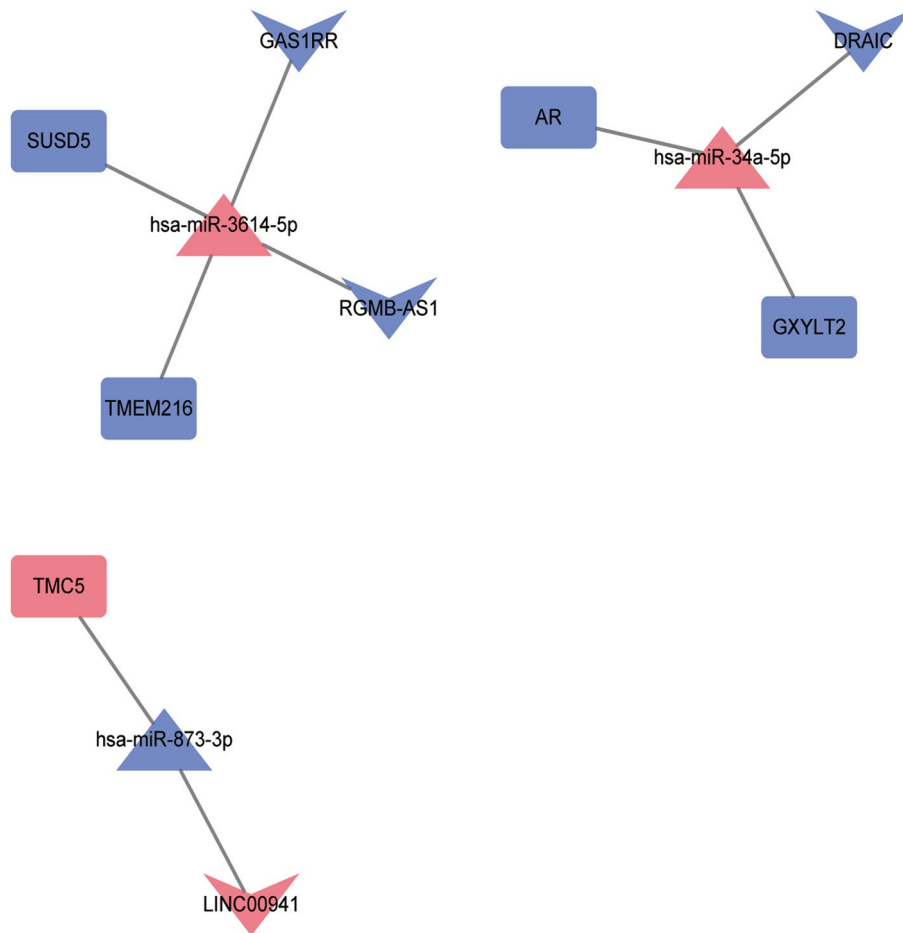 GAS1RR
SUSD5
hsa-miR-3614-5p
RGMB-AS1
TMEM216
DRAIC
AR
hsa-miR-34a-5p
GXYLT2
TMC5
hsa-miR-873-3p
LINC00941